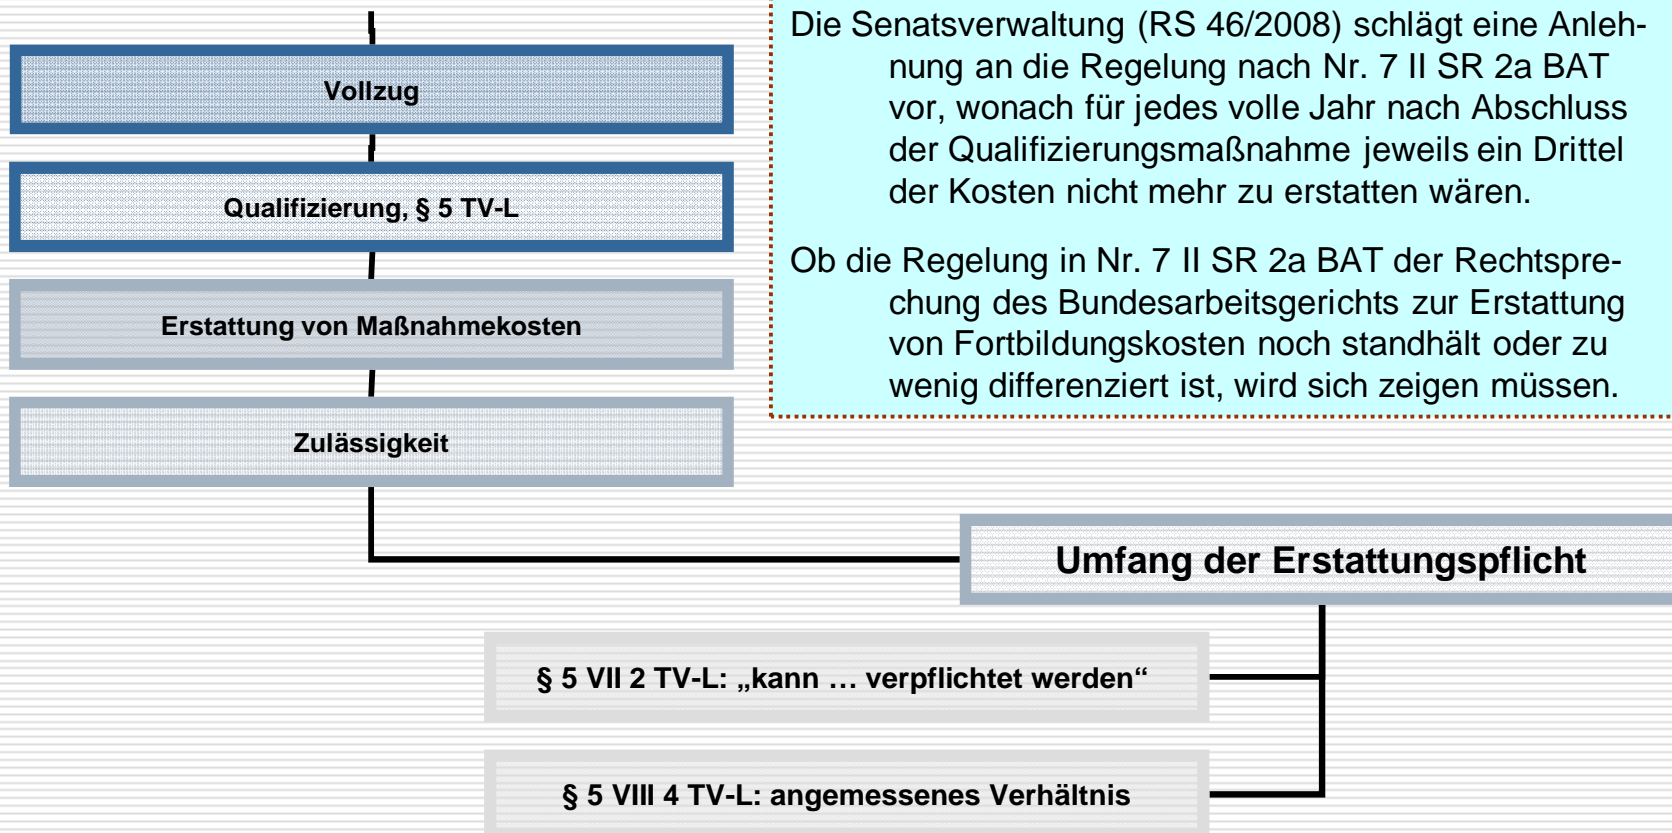 Vollzug
Qualifizierung, § 5 TV-L
Erstattung von Maßnahmekosten
Zulässigkeit
Die Senatsverwaltung (RS 46/2008) schlägt eine Anleh-
nung an die Regelung nach Nr. 7 II SR 2a BAT
vor, wonach für jedes volle Jahr nach Abschluss
der Qualifizierungsmaßnahme jeweils ein Drittel
der Kosten nicht mehr zu erstatten wären.
Ob die Regelung in Nr. 7 II SR 2a BAT der Rechtspre-
chung des Bundesarbeitsgerichts zur Erstattung
von Fortbildungskosten noch standhält oder zu
wenig differenziert ist, wird sich zeigen müssen.
Umfang der Erstattungspflicht
§ 5 VII 2 TV-L: „kann … verpflichtet werden“
§ 5 VIII 4 TV-L: angemessenes Verhältnis